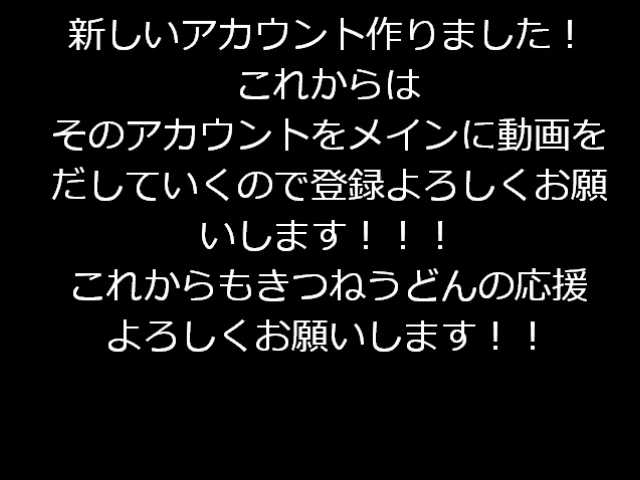 新しいアカウント作りました！
これからは
そのアカウントをメインに動画を
だしていくので登録よろしくお願
いします！！！
これからもきつねうどんの応援
よろしくお願いします！！